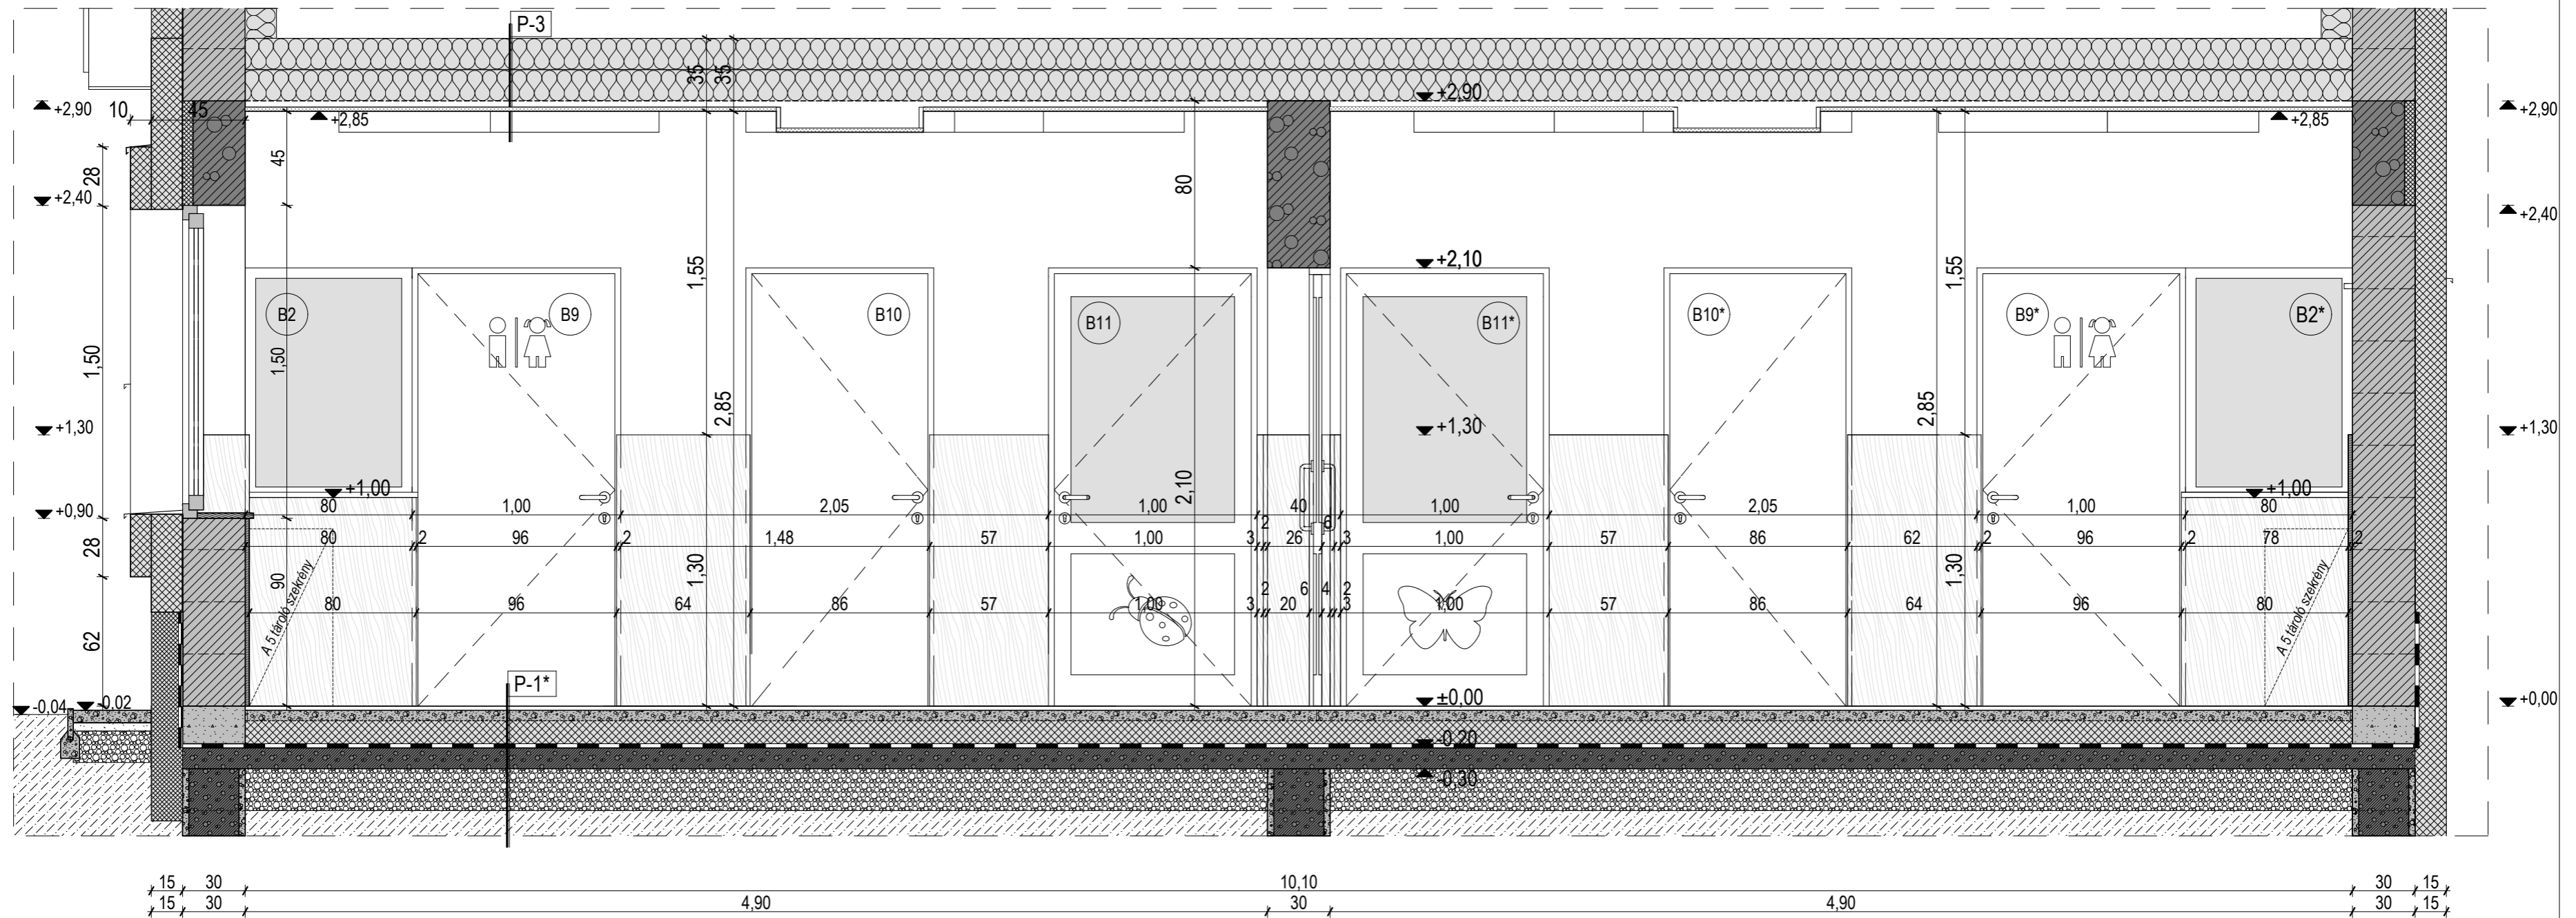 P-3
35 35
+2,90 10 45 +2,85 +2,90 +2,85 +2,90
28 45 80
+2,40 +2,40
+2,10
1,55 1,55
B2 B9 B10 B11 B11* B10* B9* B2*
1,50 1,50 2,85 2,85
+1,30 +1,30 +1,30
+1,00 2,10 +1,00
+0,90 80 1,00 2,05 1,00 40 1,00 2,05 1,00 80
2 6
28 80 2 96 2 1,48 57 1,00 3 26 3 1,00 57 86 62 2 96 2 78 2
90 1,30 2 6 4 2 1,30
80 96 64 86 57 1,00 3 20 3 1,00 57 86 64 96 80
62 A 5 tároló szekrény A 5 tároló szekrény
P-1*
-0,04 -0,02 ±0,00 +0,00
-0,20
-0,30
15 30 10,10 30 15
15 30 4,90 30 4,90 30 15